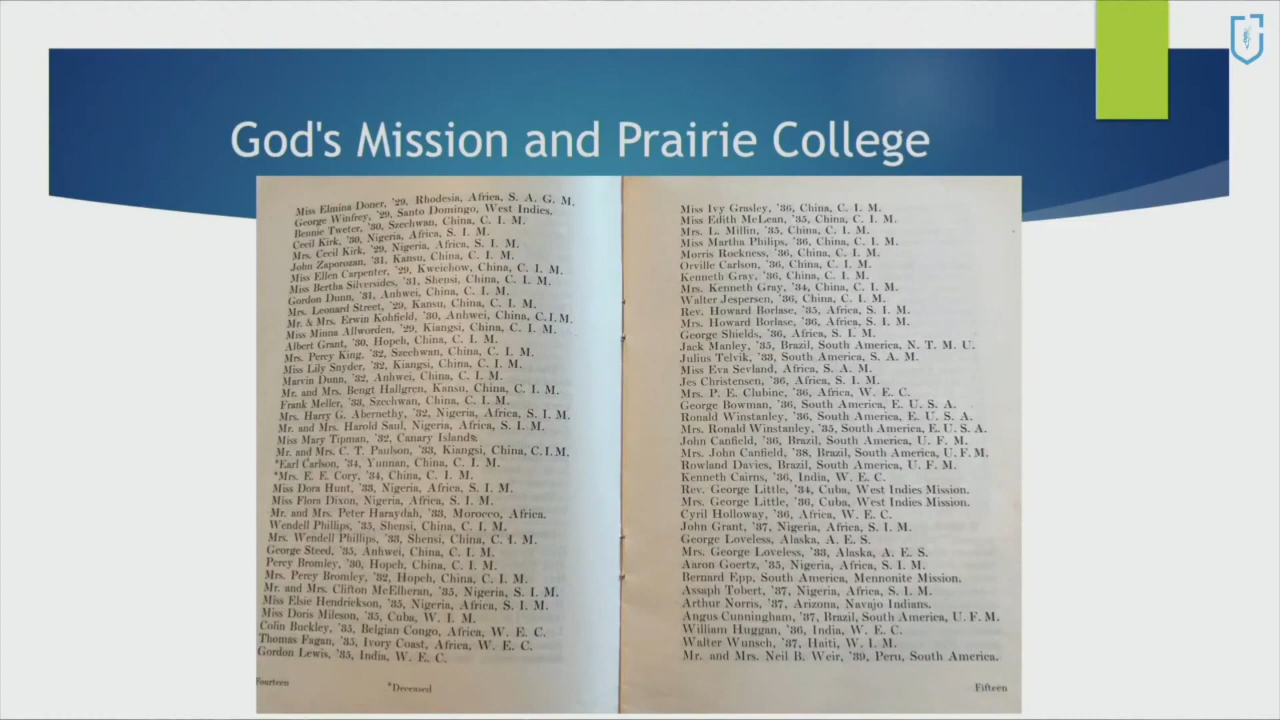 God's Mission and Prairie College
Miss Elmina Doner, '29, Rhodesia, Africa, S. A. G. M.
George Winfrey, '29, Santo Domingo, West Indies.
Bennie Tweter, '30, Szechwan, China, C. I. M.
Cecil Kirk, '30, Nigeria, Africa, S. I. M.
Mrs. Cecil Kirk, '29, Nigeria, Africa, S. I. M.
John Zaporozan, '31, Kansu, China, C. I. M.
Miss Ellen Carpenter, '29, Kweichow, China, C. I. M.
Miss Bertha Silversides, '31, Shensi, China, C. I. M.
Gordon Dunn, '31, Anhwei, China, C. I. M.
Mrs. Leonard Street, '29, Kansu, China, C. I. M.
Mr. & Mrs. Erwin Kohfield, '30, Anhwei, China, C.I.M.
Miss Minna Allworden, '29, Kiangsi, China, C. I. M.
Albert Grant, '30, Hopeh, China, C. I. M.
Mrs. Percy King, '32, Szechwan, China, C. I. M.
Miss Lily Snyder, '32, Kiangsi, China, C. I. M.
Marvin Dunn, '32, Anhwei, China, C. I. M.
Mr. and Mrs. Bengt Hallgren, Kansu, China, C. I. M.
Frank Meller, '33, Szechwan, China, C. I. M.
Mrs. Harry G. Abernethy, '32, Nigeria, Africa, S. I. M.
Mr. and Mrs. Harold Saul, Nigeria, Africa, S. I. M.
Miss Mary Tipman, '32, Canary Islands.
Mr. and Mrs. C. T. Paulson, '33, Kiangsi, China, C.I.M.
*Earl Carlson, '34, Yunnan, China, C. I. M.
*Mrs. E. E. Cory, '34, China, C. I. M.
Miss Dora Hunt, '33, Nigeria, Africa, S. I. M.
Miss Flora Dixon, Nigeria, Africa, S. I. M.
Mr. and Mrs. Peter Haraydah, '33, Morocco, Africa.
Wendell Phillips, '35, Shensi, China, C. I. M.
Mrs. Wendell Phillips, '33, Shensi, China, C. I. M.
George Steed, '35, Anhwei, China, C. I. M.
Percy Bromley, '30, Hopeh, China, C. I. M.
Mrs. Percy Bromley, '32, Hopeh, China, C. I. M.
Mr. and Mrs. Clifton McElheran, '35, Nigeria, S. I. M.
Miss Elsie Hendrickson, '35, Nigeria, Africa, S. I. M.
Miss Doris Mileson, '35, Cuba, W. I. M.
Colin Buckley, '35, Belgian Congo, Africa, W. E. C.
Thomas Fagan, '35, Ivory Coast, Africa, W. E. C.
Gordon Lewis, '35, India, W. E. C.
Fourteen
*Deceased
Miss Ivy Grasley, '36, China, C. I. M.
Miss Edith McLean, '35, China, C. I. M.
Mrs. L. Millin, '35, China, C. I. M.
Miss Martha Philips, '36, China, C. I. M.
Morris Rockness, '36, China, C. I. M.
Orville Carlson, '36, China, C. I. M.
Kenneth Gray, '36, China, C. I. M.
Mrs. Kenneth Gray, '34, China, C. I. M.
Walter Jespersen, '36, China, C. I. M.
Rev. Howard Borlase, '35, Africa, S. I. M.
Mrs. Howard Borlase, '36, Africa, S. I. M.
George Shields, '36, Africa, S. I. M.
Jack Manley, '35, Brazil, South America, N. T. M. U.
Julius Telvik, '33, South America, S. A. M.
Miss Eva Sevland, Africa, S. A. M.
Jes Christensen, '36, Africa, S. I. M.
Mrs. P. E. Clubine, '36, Africa, W. E. C.
George Bowman, '36, South America, E. U. S. A.
Ronald Winstanley, '36, South America, E. U. S. A.
Mrs. Ronald Winstanley, '35, South America, E. U. S. A.
John Canfield, '36, Brazil, South America, U. F. M.
Mrs. John Canfield, '38, Brazil, South America, U. F. M.
Rowland Davies, Brazil, South America, U. F. M.
Kenneth Cairns, '36, India, W. E. C.
Rev. George Little, '34, Cuba, West Indies Mission.
Mrs. George Little, '36, Cuba, West Indies Mission.
Cyril Holloway, '36, Africa, W. E. C.
John Grant, '37, Nigeria, Africa, S. I. M.
George Loveless, Alaska, A. E. S.
Mrs. George Loveless, '33, Alaska, A. E. S.
Aaron Goertz, '35, Nigeria, Africa, S. I. M.
Bernard Epp, South America, Mennonite Mission.
Assaph Tobert, '37, Nigeria, Africa, S. I. M.
Arthur Norris, '37, Arizona, Navajo Indians.
Angus Cunningham, '37, Brazil, South America, U. F. M.
William Huggan, '36, India, W. E. C.
Walter Wunsch, '37, Haiti, W. I. M.
Mr. and Mrs. Neil B. Weir, '39, Peru, South America.
Fifteen